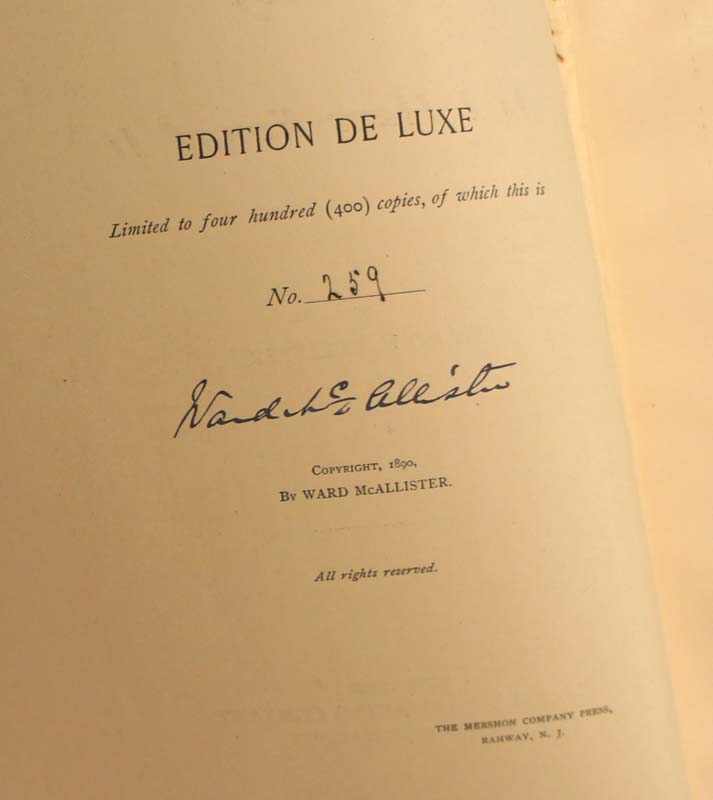 EDITION DE LUXE
Limited to four hundred (400) copies, of which this is
No. 259
Ward McAllister
COPYRIGHT, 1890,
BY WARD MCALLISTER.
All rights reserved.
THE MERSHON COMPANY PRESS,
RAHWAY, N. J.